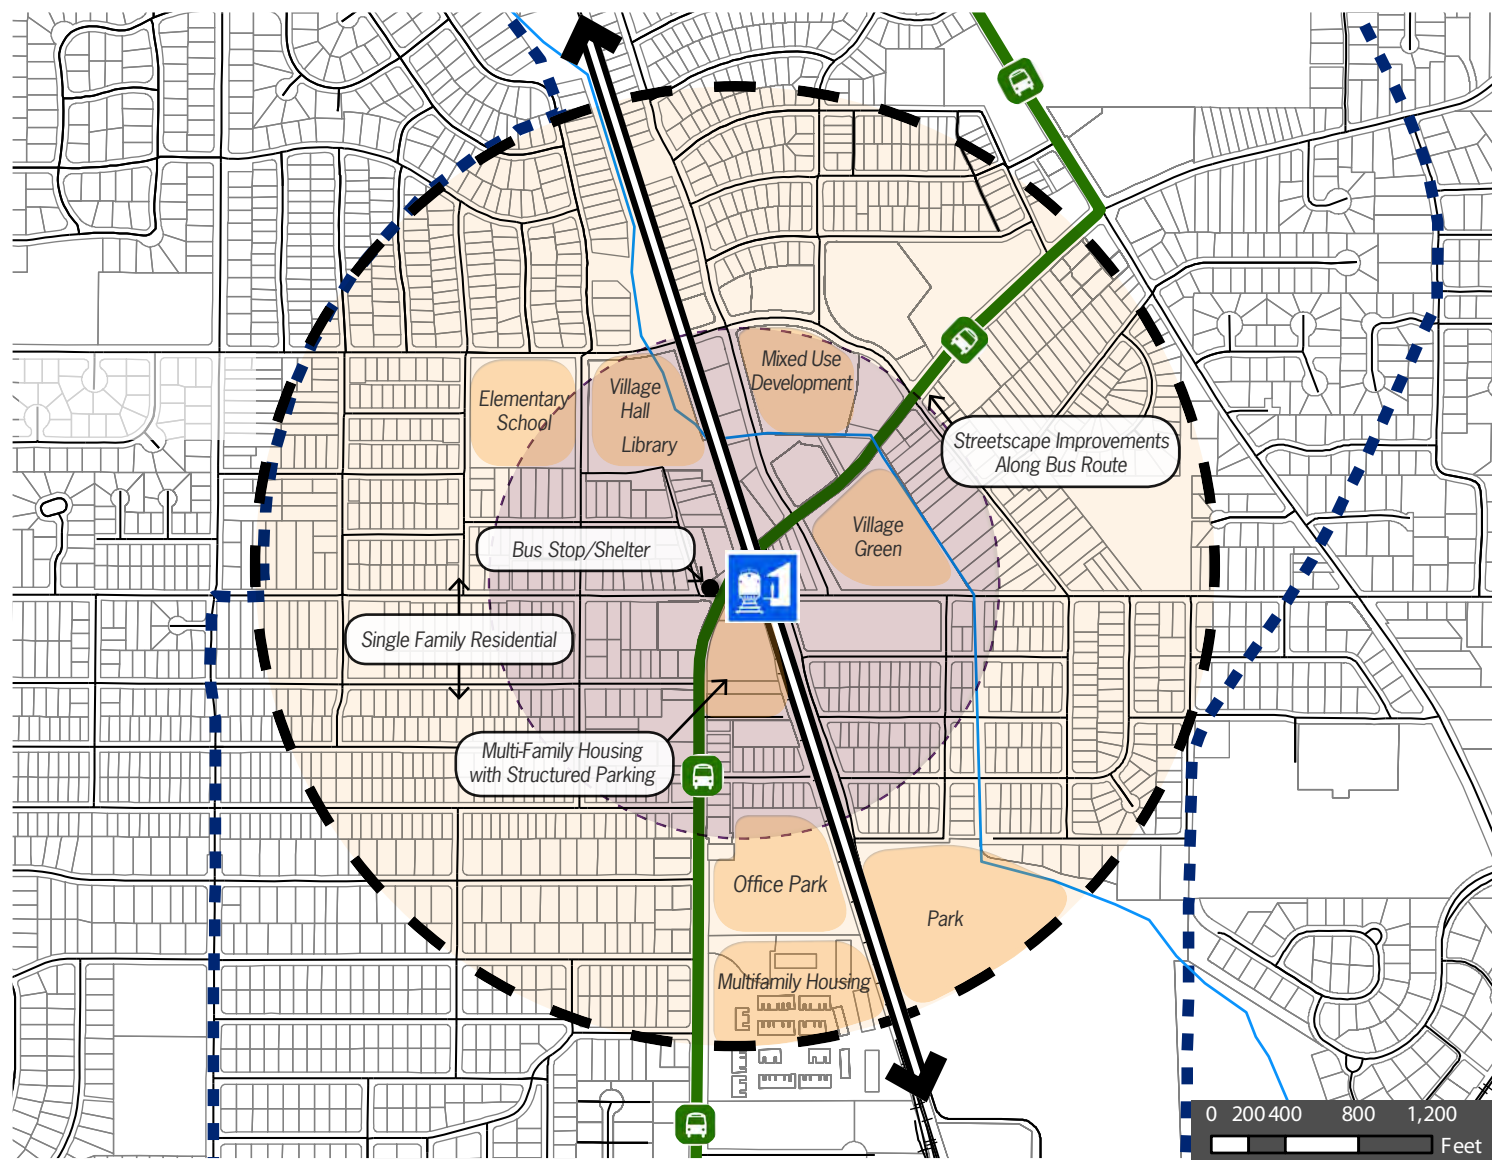 Mixed Use
Development
Elementary
School
Village
Hall
Library
Streetscape Improvements
Along Bus Route
Village
Green
Bus Stop/Shelter
Single Family Residential
Multi-Family Housing
with Structured Parking
Office Park
Park
Multifamily Housing
0 200 400 800 1,200
Feet